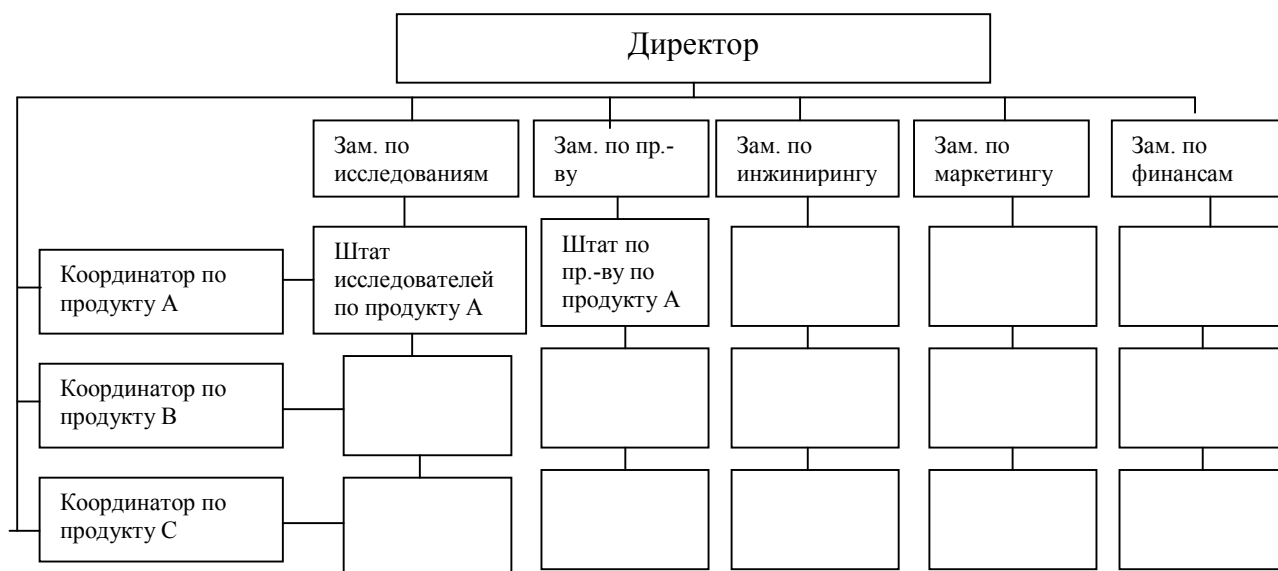 Директор
Зам. по
исследованиям
Зам. по пр.-
ву
Зам. по
инжинирингу
Зам. по
маркетингу
Зам. по
финансам
Координатор по
продукту А
Штат
исследователей
по продукту А
Штат по
пр.-ву по
продукту А
Координатор по
продукту В
Координатор по
продукту С